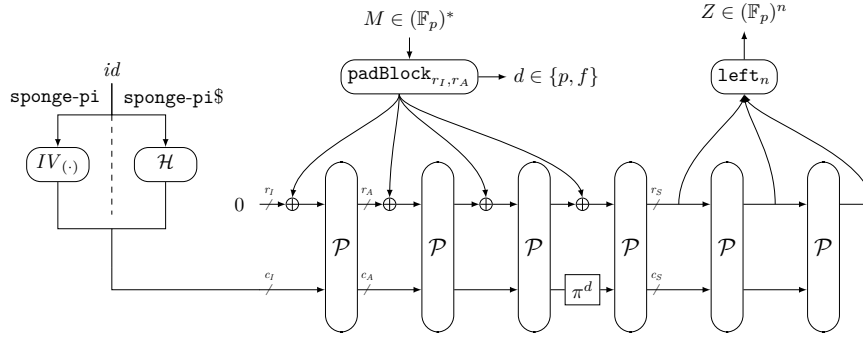 M ∈ (𝔽_p)^*
Z ∈ (𝔽_p)^n
id
padBlock_{r_I,r_A}
d ∈ {p, f}
left_n
sponge-pi
sponge-pi$
IV_{(·)}
ℋ
0
r_I
r_A
r_S
𝒫
𝒫
𝒫
𝒫
𝒫
𝒫
c_I
c_A
π^d
c_S